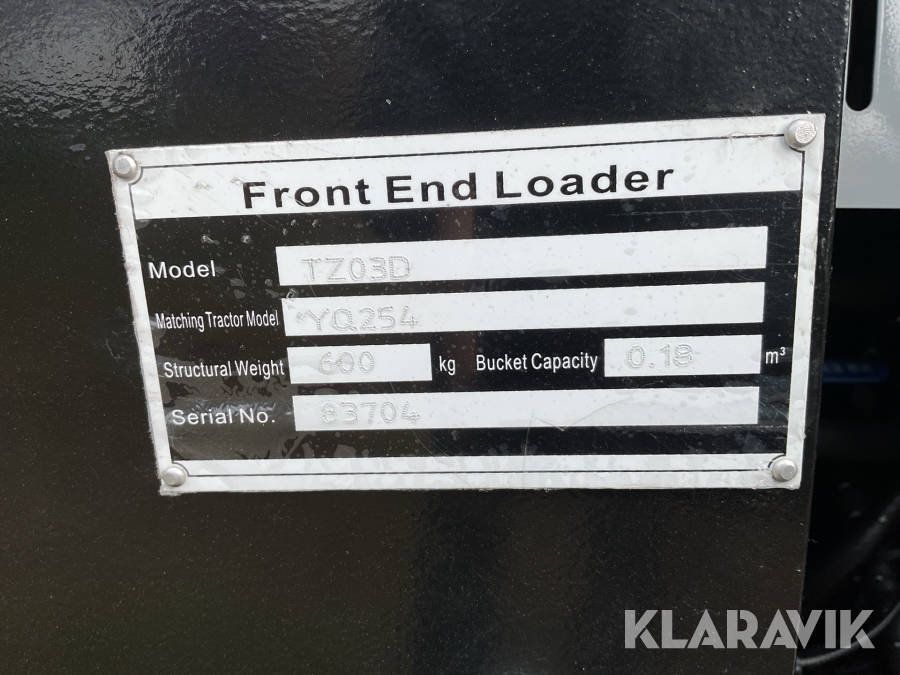 Front End Loader
Model TZ03D
Matching Tractor Model YQ254
Structural Weight 600 kg Bucket Capacity 0.18 m³
Serial No. 83704
KLARAVIK